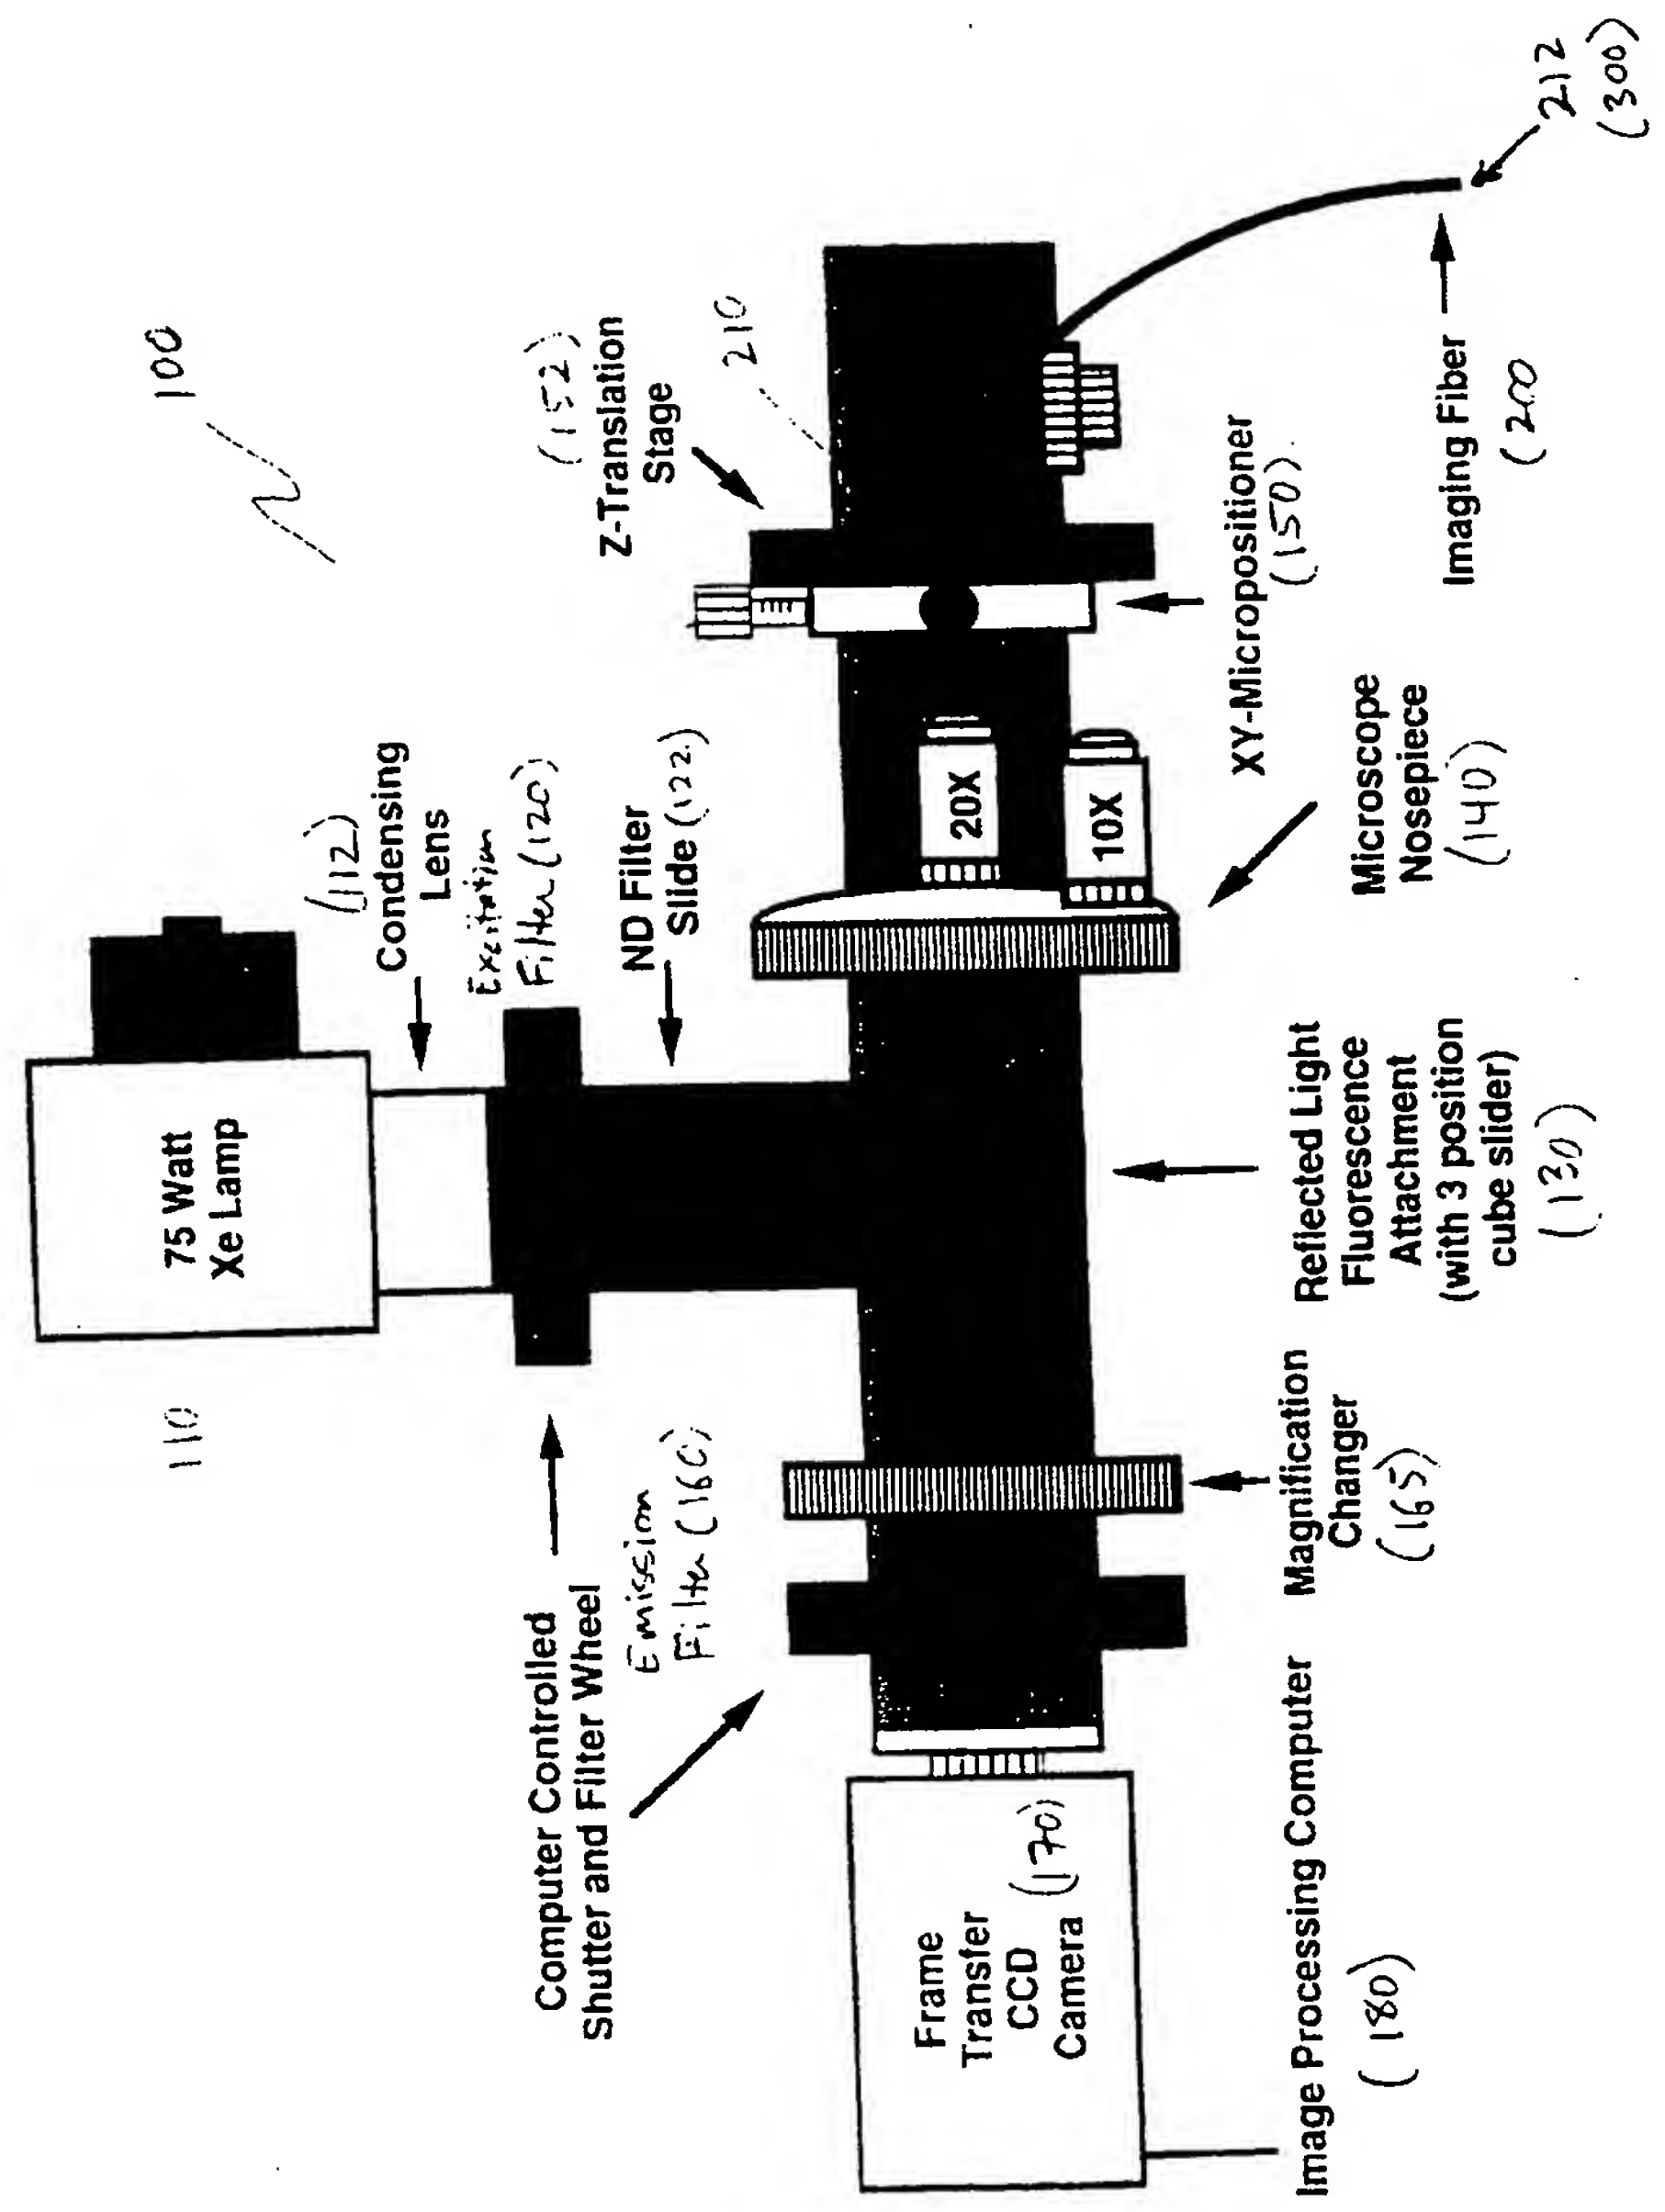 100
110
75 Watt
Xe Lamp
(112)
Condensing
Lens
Excitation
Filter (120)
ND Filter
Slide (122)
(152)
Z-Translation
Stage
210
Computer Controlled
Shutter and Filter Wheel
Emission
Filter (160)
20X
10X
Frame
Transfer
CCD
Camera (170)
Image Processing Computer
(180)
Magnification
Changer
(165)
Reflected Light
Fluorescence
Attachment
(with 3 position
cube slider)
(130)
Microscope
Nosepiece
(140)
XY-Micropositioner
(150)
Imaging Fiber
(200
212
(300)